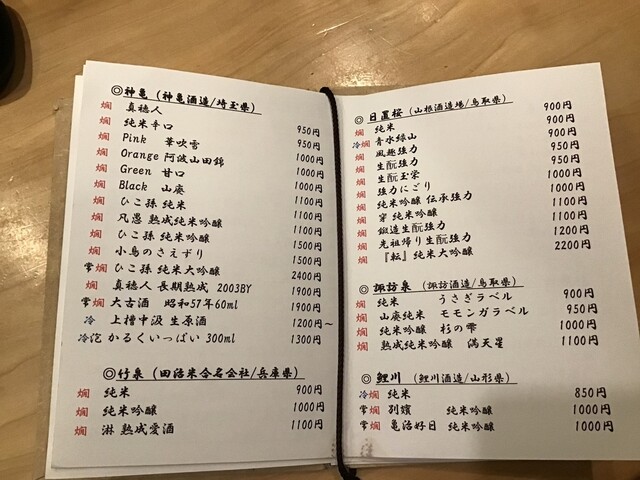 ◎神亀（神亀酒造/埼玉県）
燗 真穂人 950円
燗 純米辛口 950円
燗 Pink 華吹雪 1000円
燗 Orange 阿波山田錦 1000円
燗 Green 甘口 1000円
燗 Black 山廃 1100円
燗 ひこ孫 純米 1100円
燗 凡愚 熟成純米吟醸 1100円
燗 ひこ孫 純米吟醸 1500円
燗 小鳥のさえずり 1500円
常燗 ひこ孫 純米大吟醸 2400円
燗 真穂人 長期熟成 2003BY 1900円
常燗 大古酒 昭和57年60ml 1900円
冷 上槽中汲 生原酒 1200円～
冷泡 かるくいっぱい 300ml 1300円
◎竹泉（田治米合名会社/兵庫県）
燗 純米 900円
燗 純米吟醸 1000円
燗 淋 熟成愛酒 1100円
◎日置桜（山根酒造場/鳥取県）
燗 純米 900円
冷燗 青水緑山 900円
燗 風趣強力 950円
燗 生酛強力 950円
燗 生酛玉栄 1000円
燗 強力にごり 1000円
燗 純米吟醸 伝承強力 1000円
燗 穿 純米吟醸 1100円
燗 鍛造生酛強力 1200円
燗 先祖帰り生酛強力 2200円
燗 『転』純米大吟醸
◎諏訪泉（諏訪酒造/鳥取県）
燗 純米 うさぎラベル 900円
燗 山廃純米 モモンガラベル 950円
燗 純米吟醸 杉の雫 1000円
燗 熟成純米吟醸 満天星 1100円
◎鯉川（鯉川酒造/山形県）
冷燗 純米 850円
常燗 別嬪 純米吟醸 1000円
常燗 亀治好日 純米吟醸 1000円